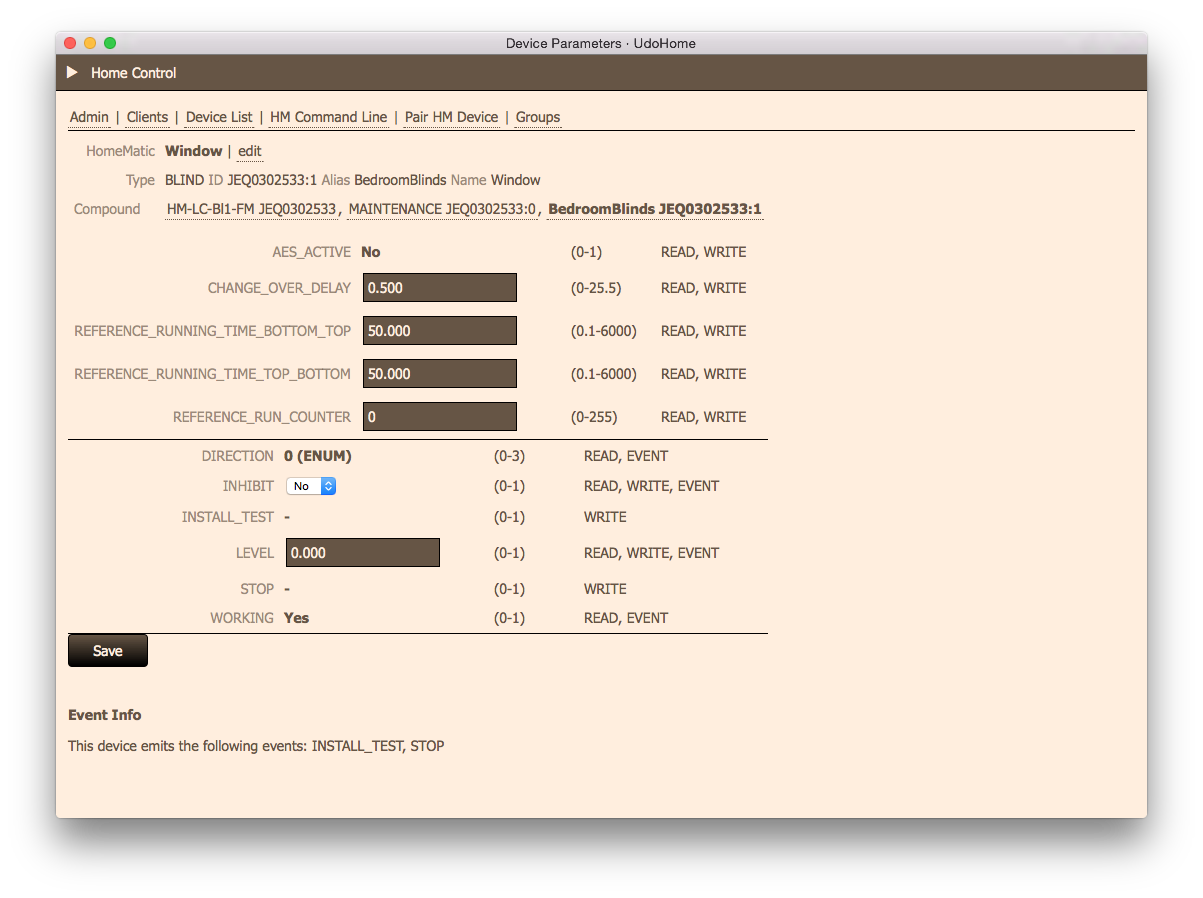 Device Parameters · UdoHome
Home Control
Admin | Clients | Device List | HM Command Line | Pair HM Device | Groups
HomeMatic Window | edit
Type BLIND ID JEQ0302533:1 Alias BedroomBlinds Name Window
Compound HM-LC-Bl1-FM JEQ0302533, MAINTENANCE JEQ0302533:0, BedroomBlinds JEQ0302533:1
AES_ACTIVE No (0-1) READ, WRITE
CHANGE_OVER_DELAY 0.500 (0-25.5) READ, WRITE
REFERENCE_RUNNING_TIME_BOTTOM_TOP 50.000 (0.1-6000) READ, WRITE
REFERENCE_RUNNING_TIME_TOP_BOTTOM 50.000 (0.1-6000) READ, WRITE
REFERENCE_RUN_COUNTER 0 (0-255) READ, WRITE
DIRECTION 0 (ENUM) (0-3) READ, EVENT
INHIBIT No (0-1) READ, WRITE, EVENT
INSTALL_TEST - (0-1) WRITE
LEVEL 0.000 (0-1) READ, WRITE, EVENT
STOP - (0-1) WRITE
WORKING Yes (0-1) READ, EVENT
Save
Event Info
This device emits the following events: INSTALL_TEST, STOP